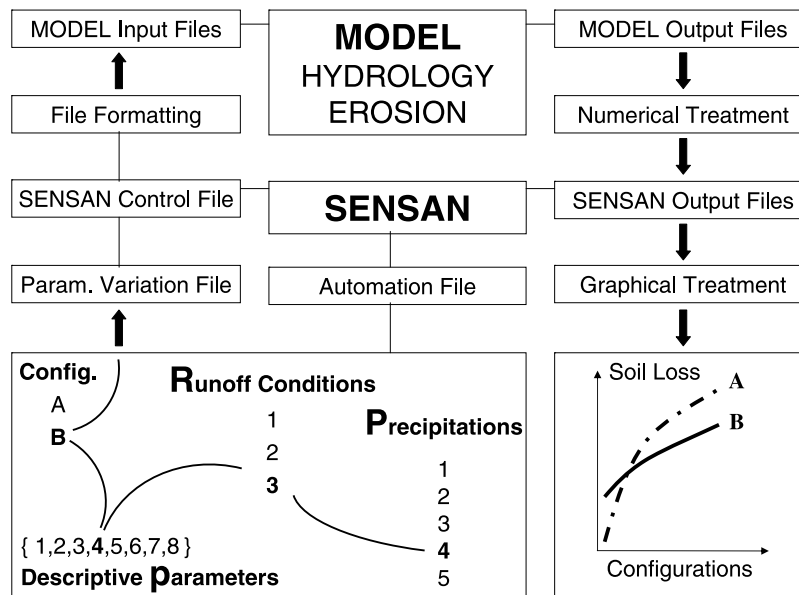 MODEL Input Files
MODEL
HYDROLOGY
EROSION
MODEL Output Files
File Formatting
Numerical Treatment
SENSAN Control File
SENSAN
SENSAN Output Files
Param. Variation File
Automation File
Graphical Treatment
Config.
A
B
{ 1,2,3,4,5,6,7,8 }
Descriptive parameters
Runoff Conditions
1
2
3
Precipitations
1
2
3
4
5
Soil Loss
A
B
Configurations